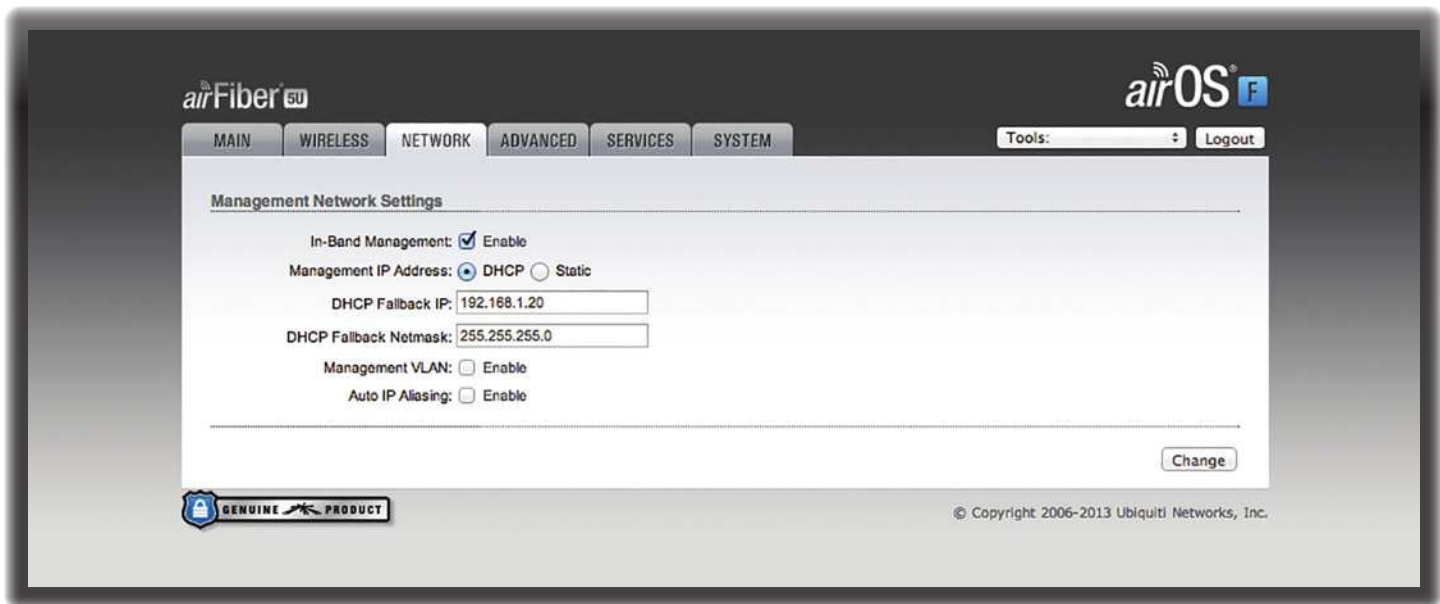 airFiber 5U
airOS® F
MAIN WIRELESS NETWORK ADVANCED SERVICES SYSTEM Tools: Logout
Management Network Settings
In-Band Management: Enable
Management IP Address: DHCP Static
DHCP Fallback IP: 192.168.1.20
DHCP Fallback Netmask: 255.255.255.0
Management VLAN: Enable
Auto IP Aliasing: Enable
Change
GENUINE PRODUCT
© Copyright 2006-2013 Ubiquiti Networks, Inc.